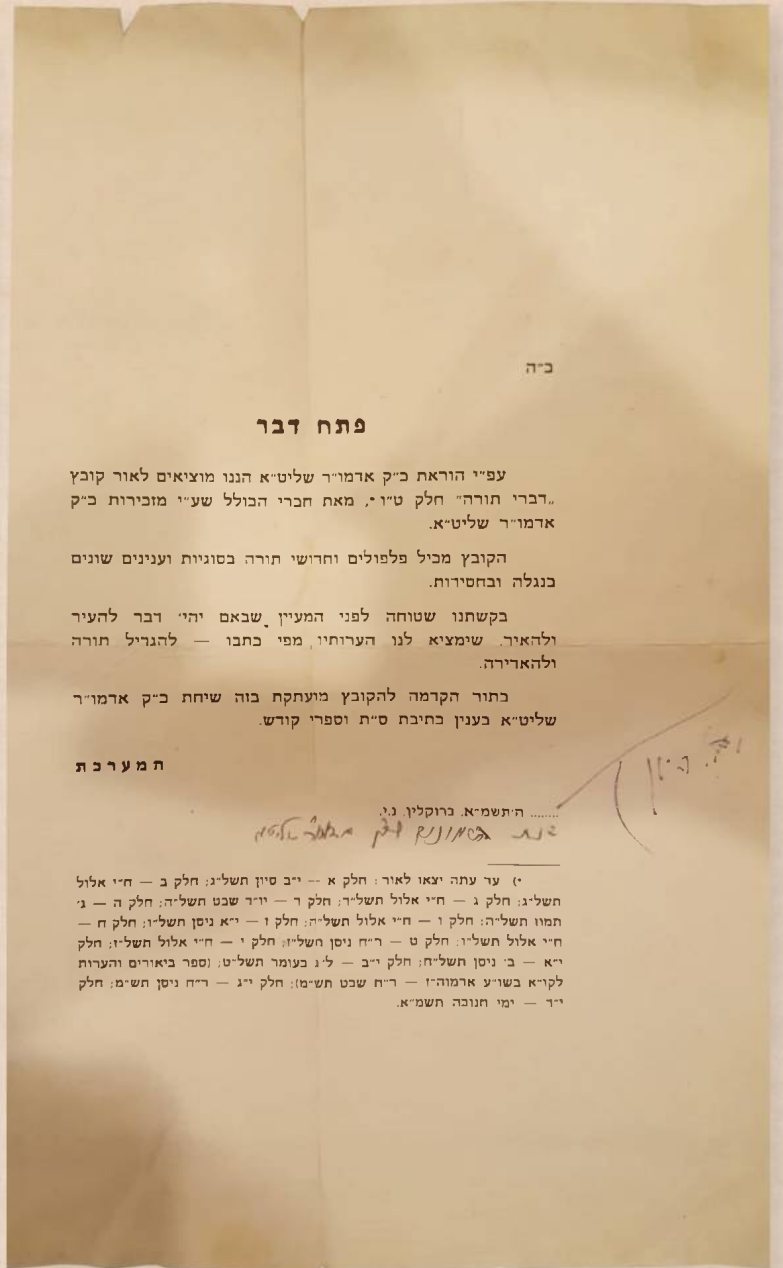 ב״ה
פתח דבר
עפ״י הוראת כ״ק אדמו״ר שליט״א הננו מוציאים לאור קובץ
„דברי תורה״ חלק ט״ו*, מאת חברי הכולל שע״י מזכירות כ״ק
אדמו״ר שליט״א.
הקובץ מכיל פלפולים וחדושי תורה בסוגיות וענינים שונים
בנגלה ובחסידות.
בקשתנו שטוחה לפני המעיין שבאם יהי׳ דבר להעיר
ולהאיר, שימציא לנו הערותיו מפי כתבו — להגדיל תורה
ולהאדירה.
בתור הקדמה להקובץ מועתקת בזה שיחת כ״ק אדמו״ר
שליט״א בענין כתיבת ס״ת וספרי קודש.
המערכת
........ ה׳תשמ״א. ברוקלין, נ.י.
שנת השמונים לכ״ק אדמו״ר שליט״א
*) עד עתה יצאו לאור: חלק א — י״ב סיון תשל״ג; חלק ב — ח״י אלול
תשל״ג; חלק ג — ח״י אלול תשל״ד; חלק ד — יו״ד שבט תשל״ה; חלק ה — ג׳
תמוז תשל״ה; חלק ו — ח״י אלול תשל״ה; חלק ז — י״א ניסן תשל״ו; חלק ח —
ח״י אלול תשל״ו; חלק ט — ר״ח ניסן תשל״ז; חלק י — ח״י אלול תשל״ז; חלק
י״א — ב׳ ניסן תשל״ח; חלק י״ב — ל״ג בעומר תשל״ט; (ספר ביאורים והערות
לקו״א בשו״ע אדמוה״ז — ר״ח שבט תש״מ); חלק י״ג — ר״ח ניסן תש״מ; חלק
י״ד — ימי חנוכה תשמ״א.